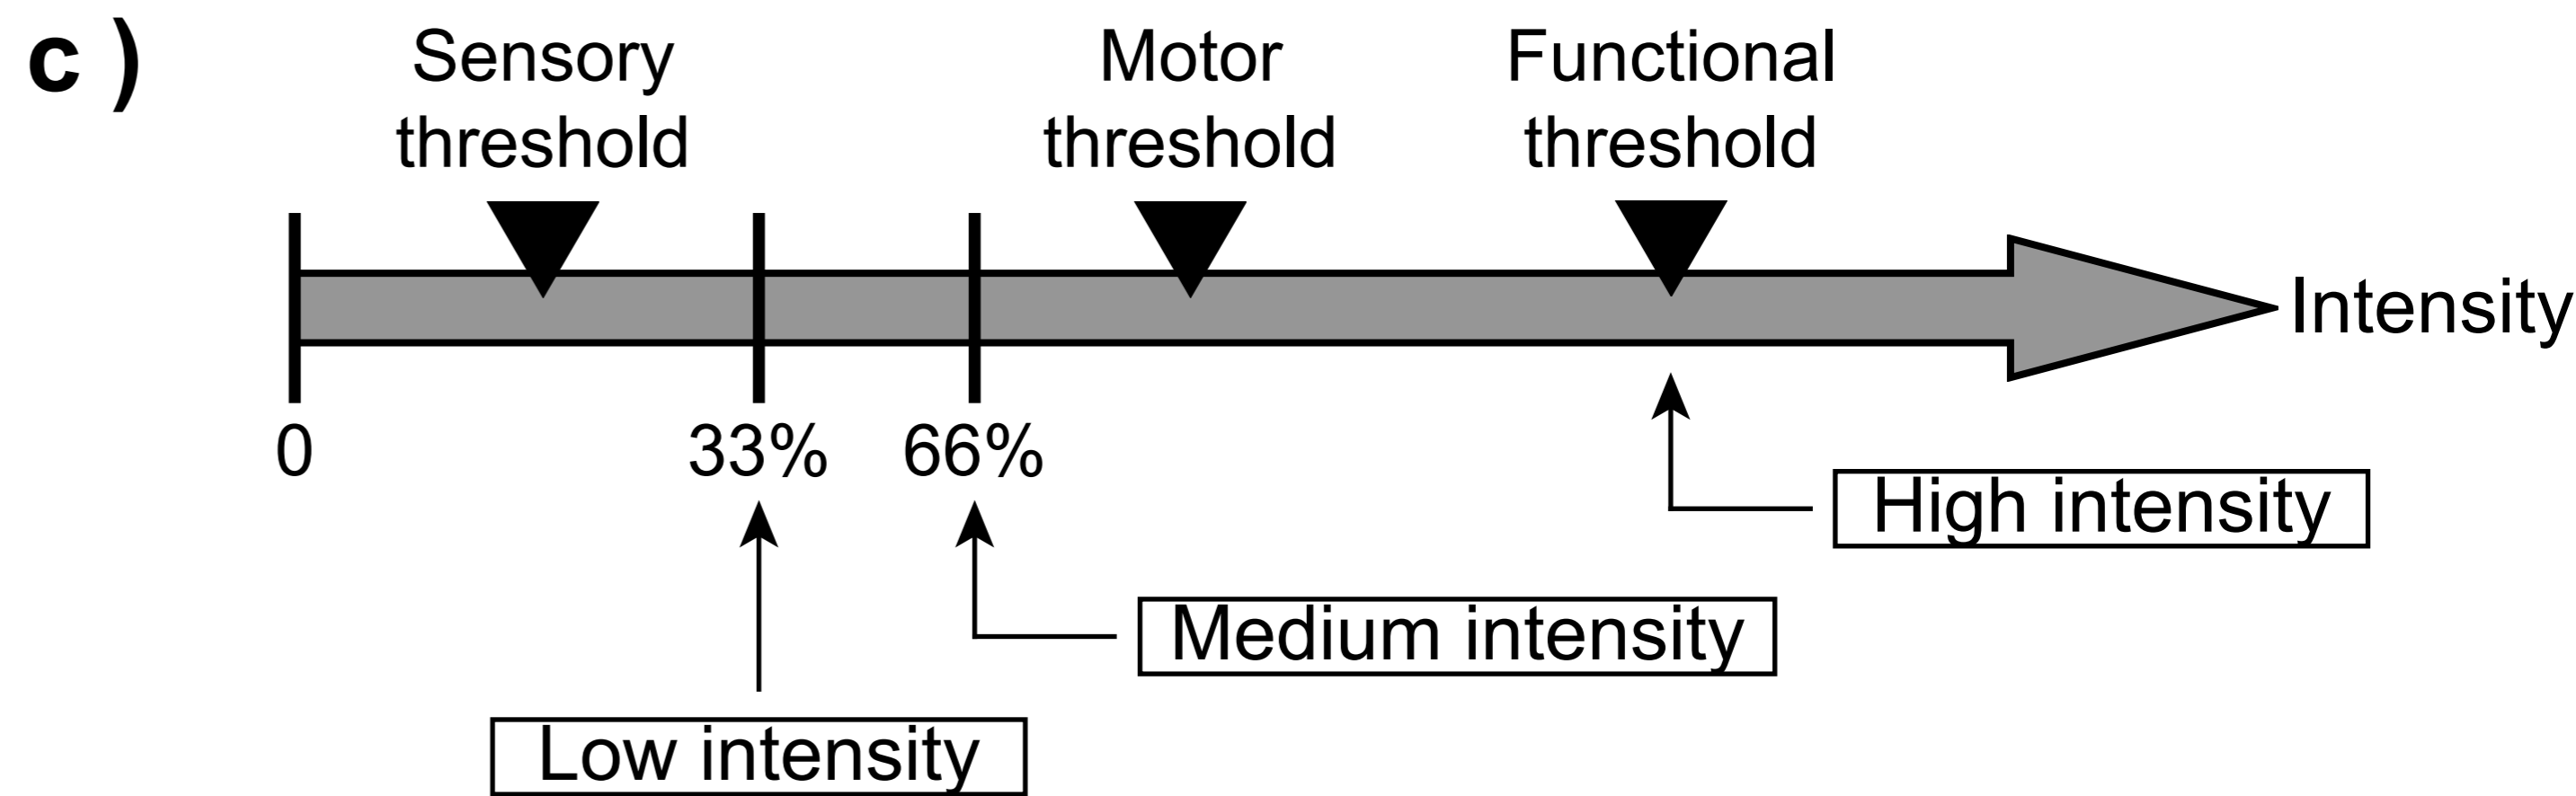 c )
Sensory
threshold
Motor
threshold
Functional
threshold
Intensity
0
33%
66%
High intensity
Medium intensity
Low intensity